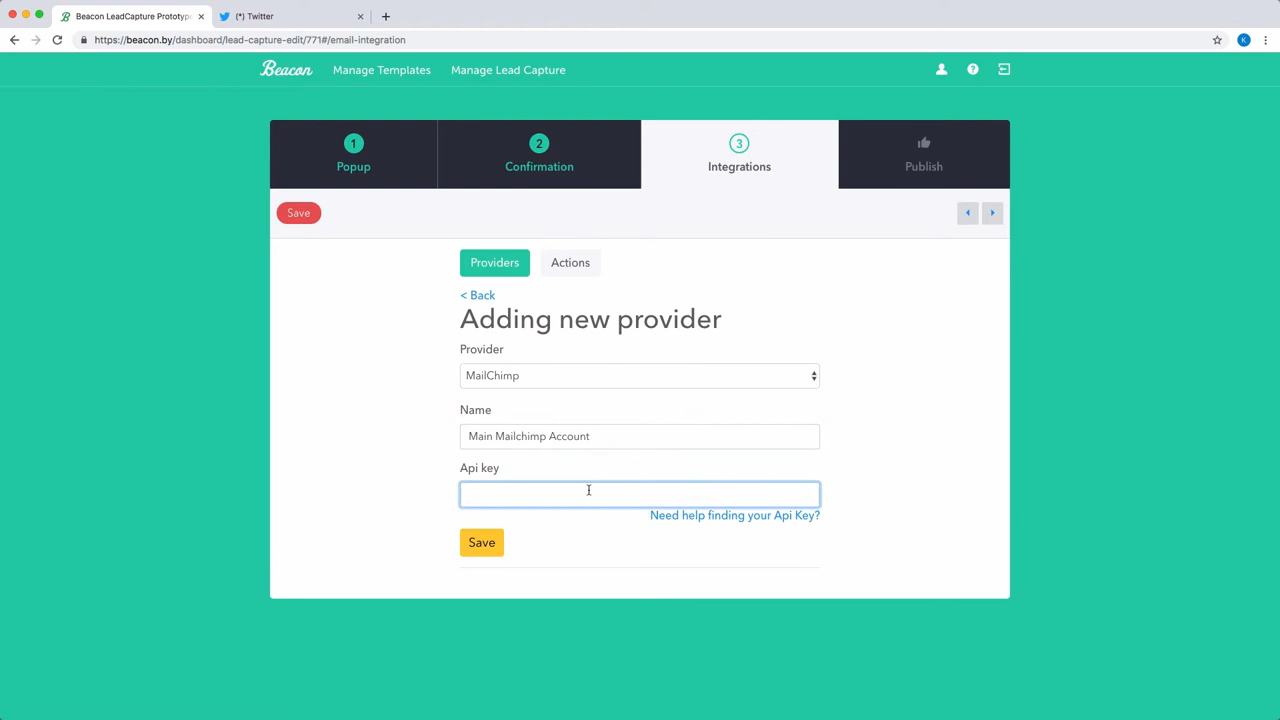 Beacon LeadCapture Prototype
(*) Twitter
https://beacon.by/dashboard/lead-capture-edit/771#/email-integration
K
Beacon
Manage Templates
Manage Lead Capture
1
Popup
2
Confirmation
3
Integrations
Publish
Save
Providers
Actions
< Back
Adding new provider
Provider
MailChimp
Name
Main Mailchimp Account
Api key
Need help finding your Api Key?
Save